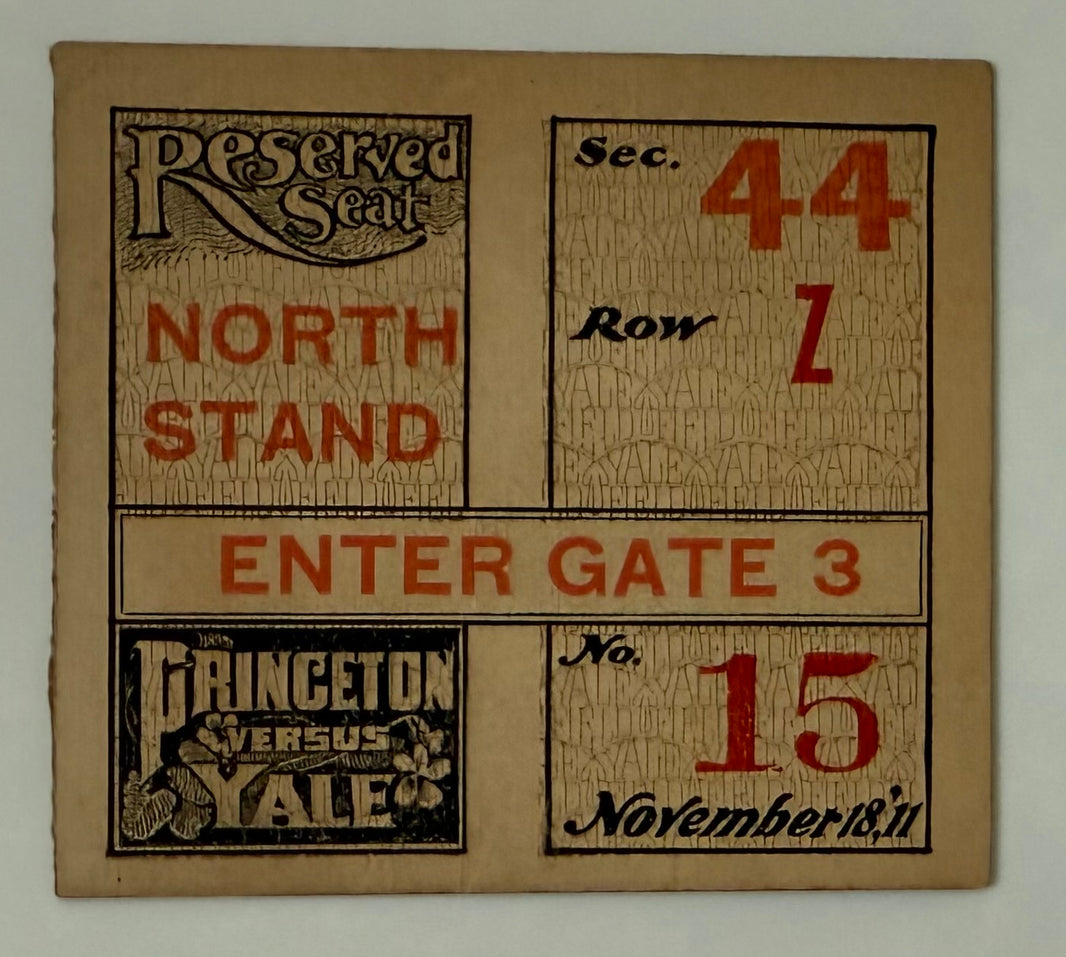 Reserved
Seat
NORTH
STAND
Sec. 44
Row Z
ENTER GATE 3
PRINCETON
VERSUS
YALE
No. 15
November 18, '11